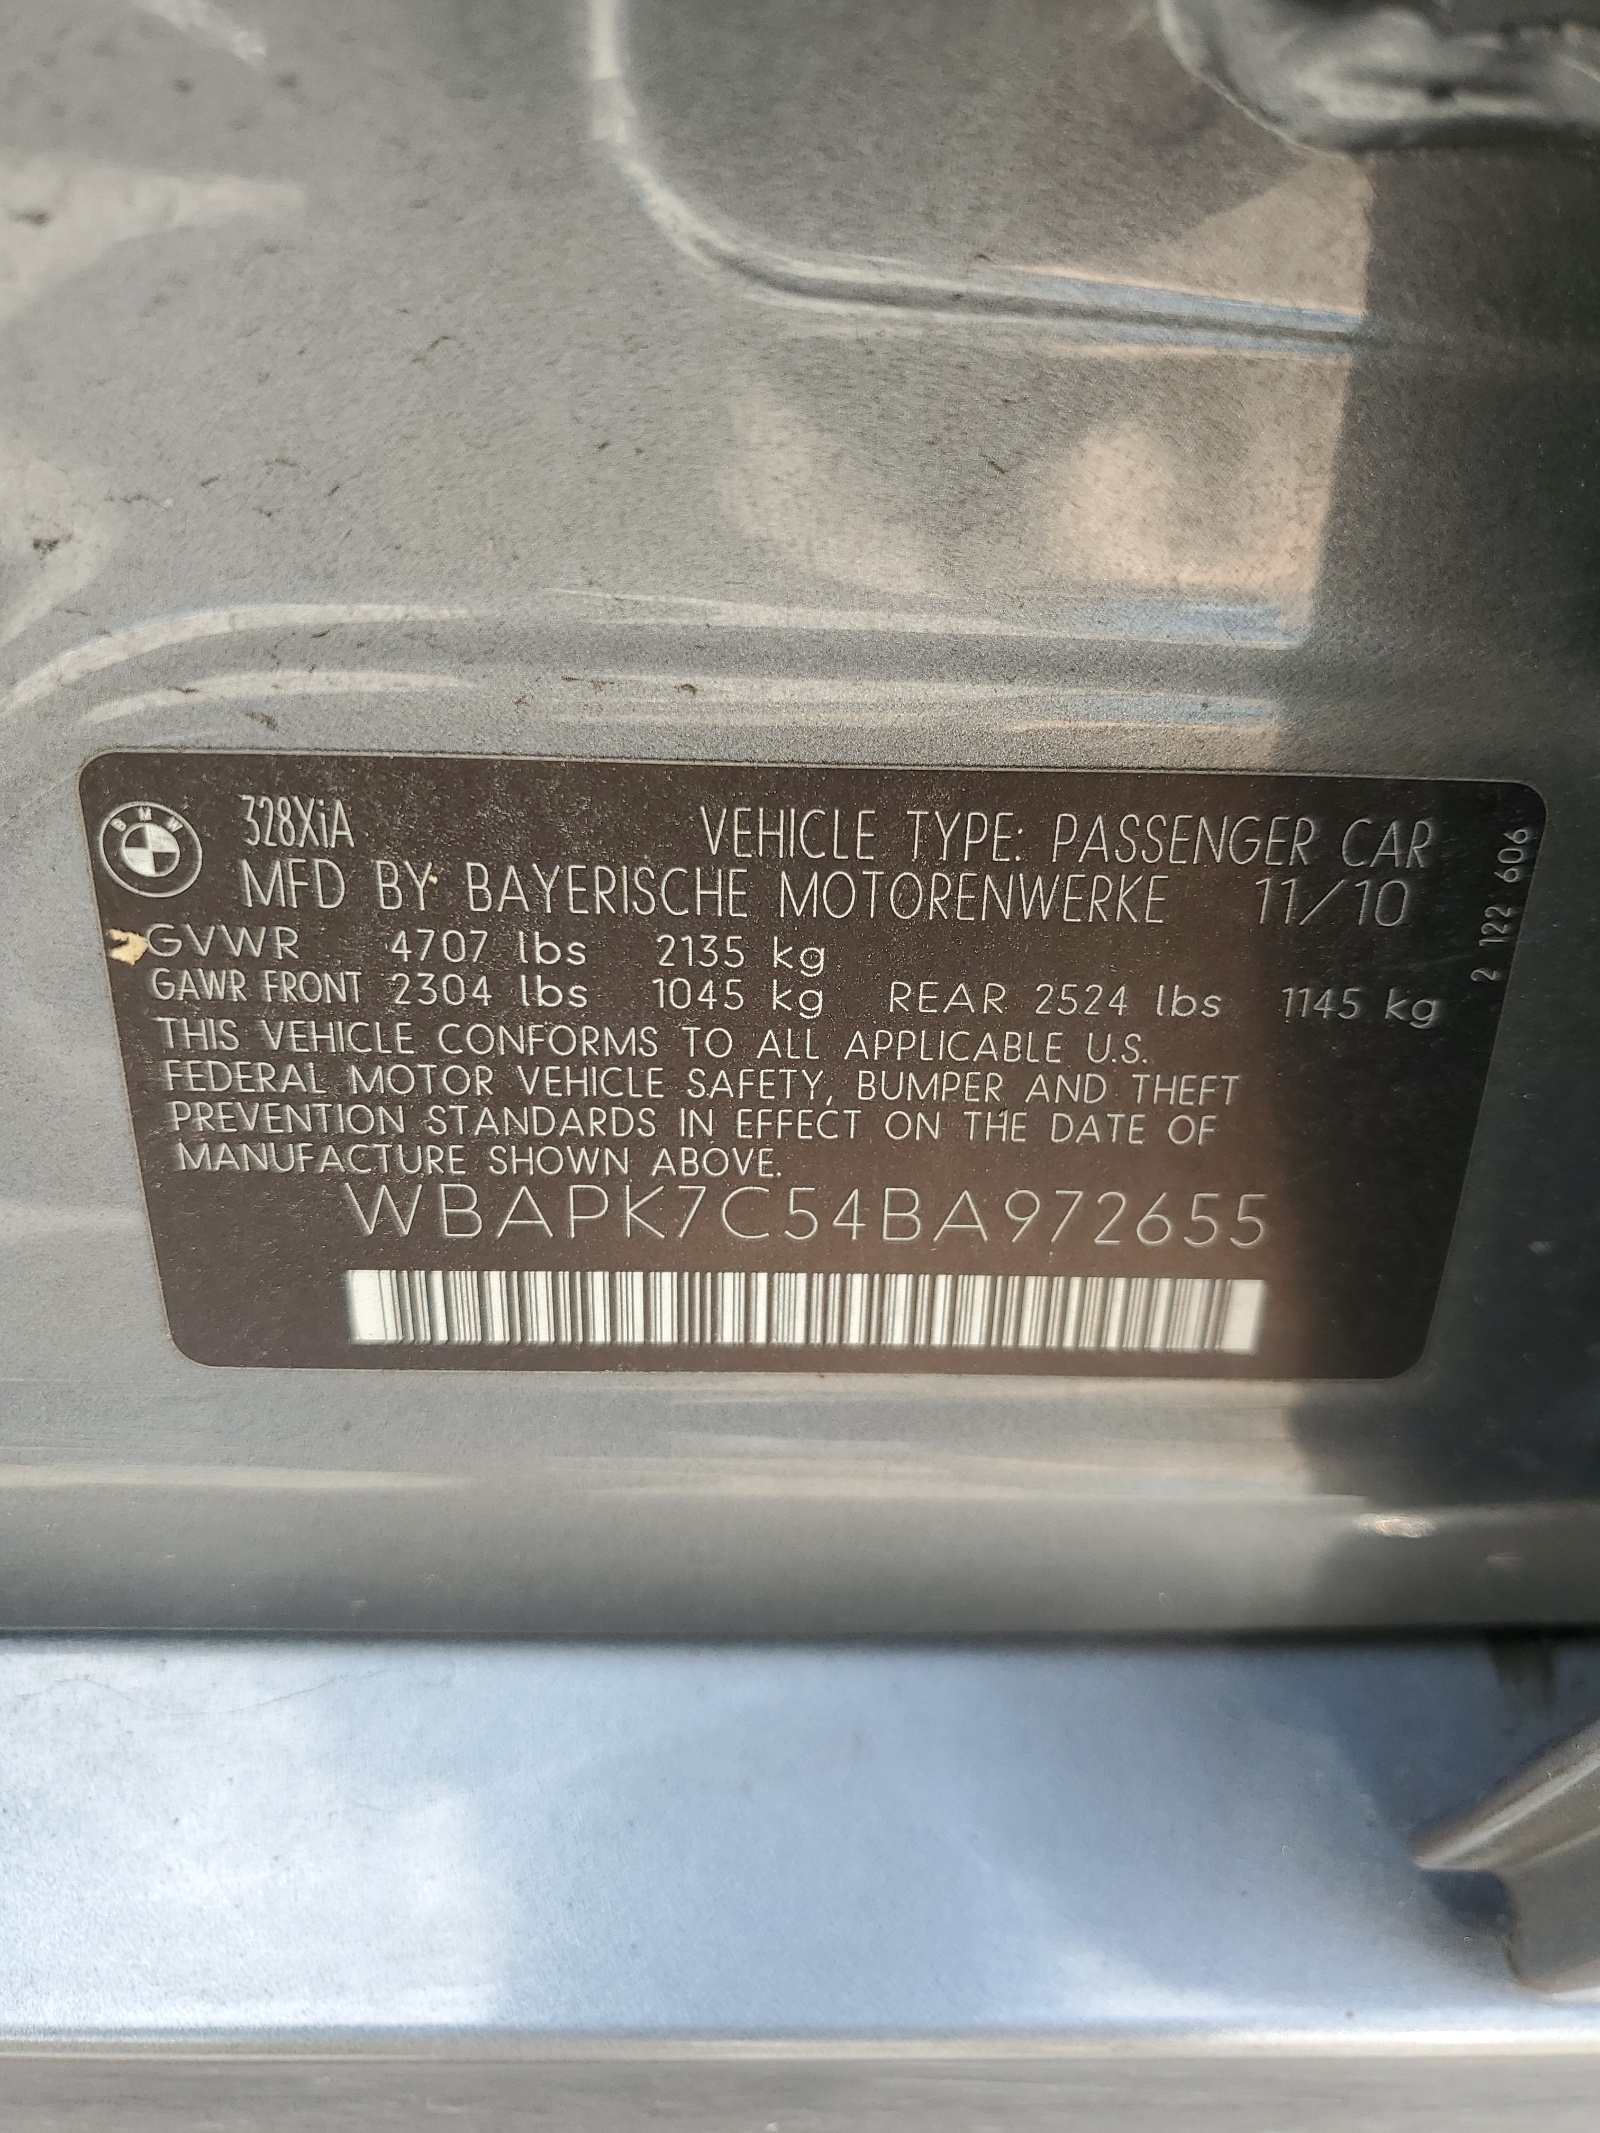 BMW
328XiA
VEHICLE TYPE: PASSENGER CAR
MFD BY BAYERISCHE MOTORENWERKE 11/10
GVWR 4707 lbs 2135 kg
GAWR FRONT 2304 lbs 1045 kg REAR 2524 lbs 1145 kg
THIS VEHICLE CONFORMS TO ALL APPLICABLE U.S.
FEDERAL MOTOR VEHICLE SAFETY, BUMPER AND THEFT
PREVENTION STANDARDS IN EFFECT ON THE DATE OF
MANUFACTURE SHOWN ABOVE.
WBAPK7C54BA972655
2 122 606